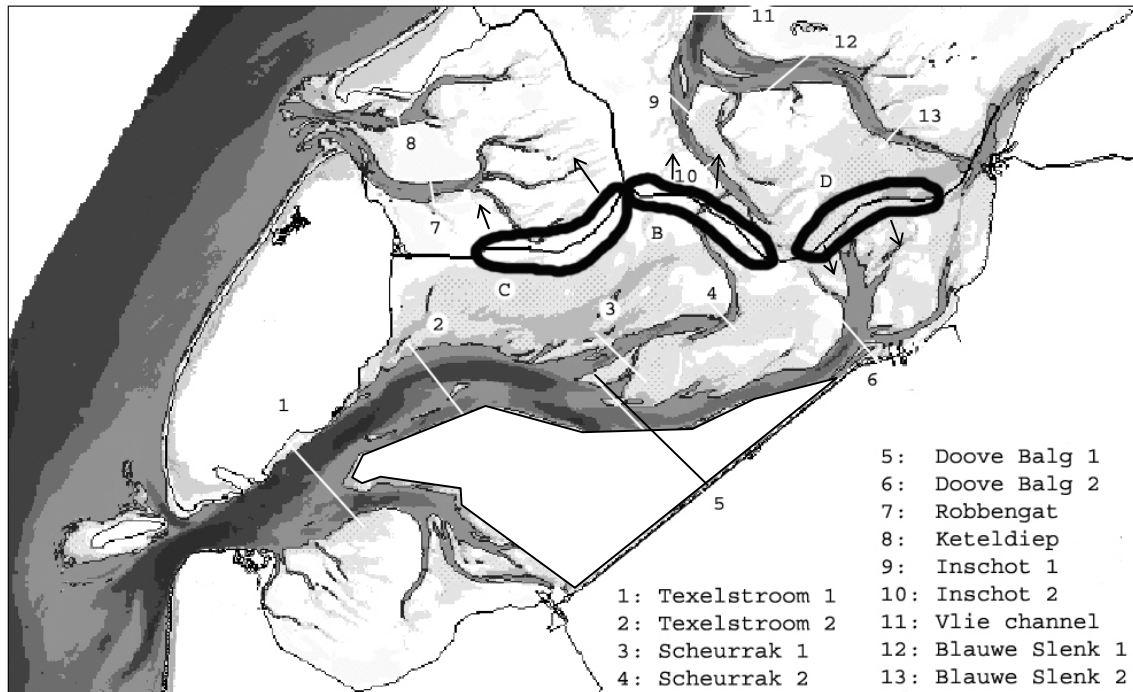 11
12
9
13
8
10
D
7
B
C
4
3
2
6
1
5
5: Doove Balg 1
6: Doove Balg 2
7: Robbengat
8: Keteldiep
9: Inschot 1
10: Inschot 2
11: Vlie channel
12: Blauwe Slenk 1
13: Blauwe Slenk 2
1: Texelstroom 1
2: Texelstroom 2
3: Scheurrak 1
4: Scheurrak 2